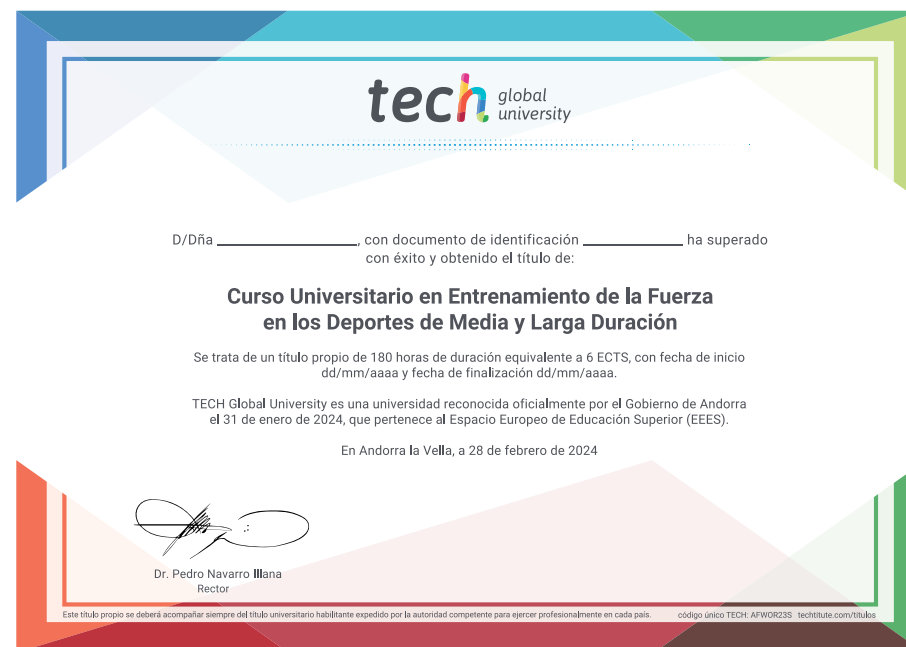 tech global university
D/Dña ____________________, con documento de identificación ______________ ha superado
con éxito y obtenido el título de:
Curso Universitario en Entrenamiento de la Fuerza
en los Deportes de Media y Larga Duración
Se trata de un título propio de 180 horas de duración equivalente a 6 ECTS, con fecha de inicio
dd/mm/aaaa y fecha de finalización dd/mm/aaaa.
TECH Global University es una universidad reconocida oficialmente por el Gobierno de Andorra
el 31 de enero de 2024, que pertenece al Espacio Europeo de Educación Superior (EEES).
En Andorra la Vella, a 28 de febrero de 2024
Dr. Pedro Navarro Illana
Rector
Este título propio se deberá acompañar siempre del título universitario habilitante expedido por la autoridad competente para ejercer profesionalmente en cada país. código único TECH: AFWOR23S techtitute.com/titulos